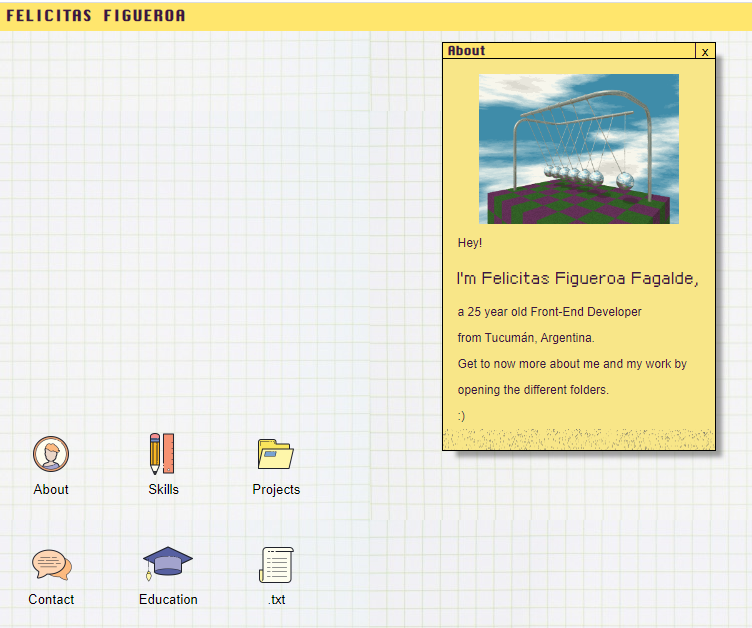 FELICITAS FIGUEROA
About
x
Hey!
I'm Felicitas Figueroa Fagalde,
a 25 year old Front-End Developer
from Tucumán, Argentina.
Get to now more about me and my work by
opening the different folders.
:)
About
Skills
Projects
Contact
Education
.txt